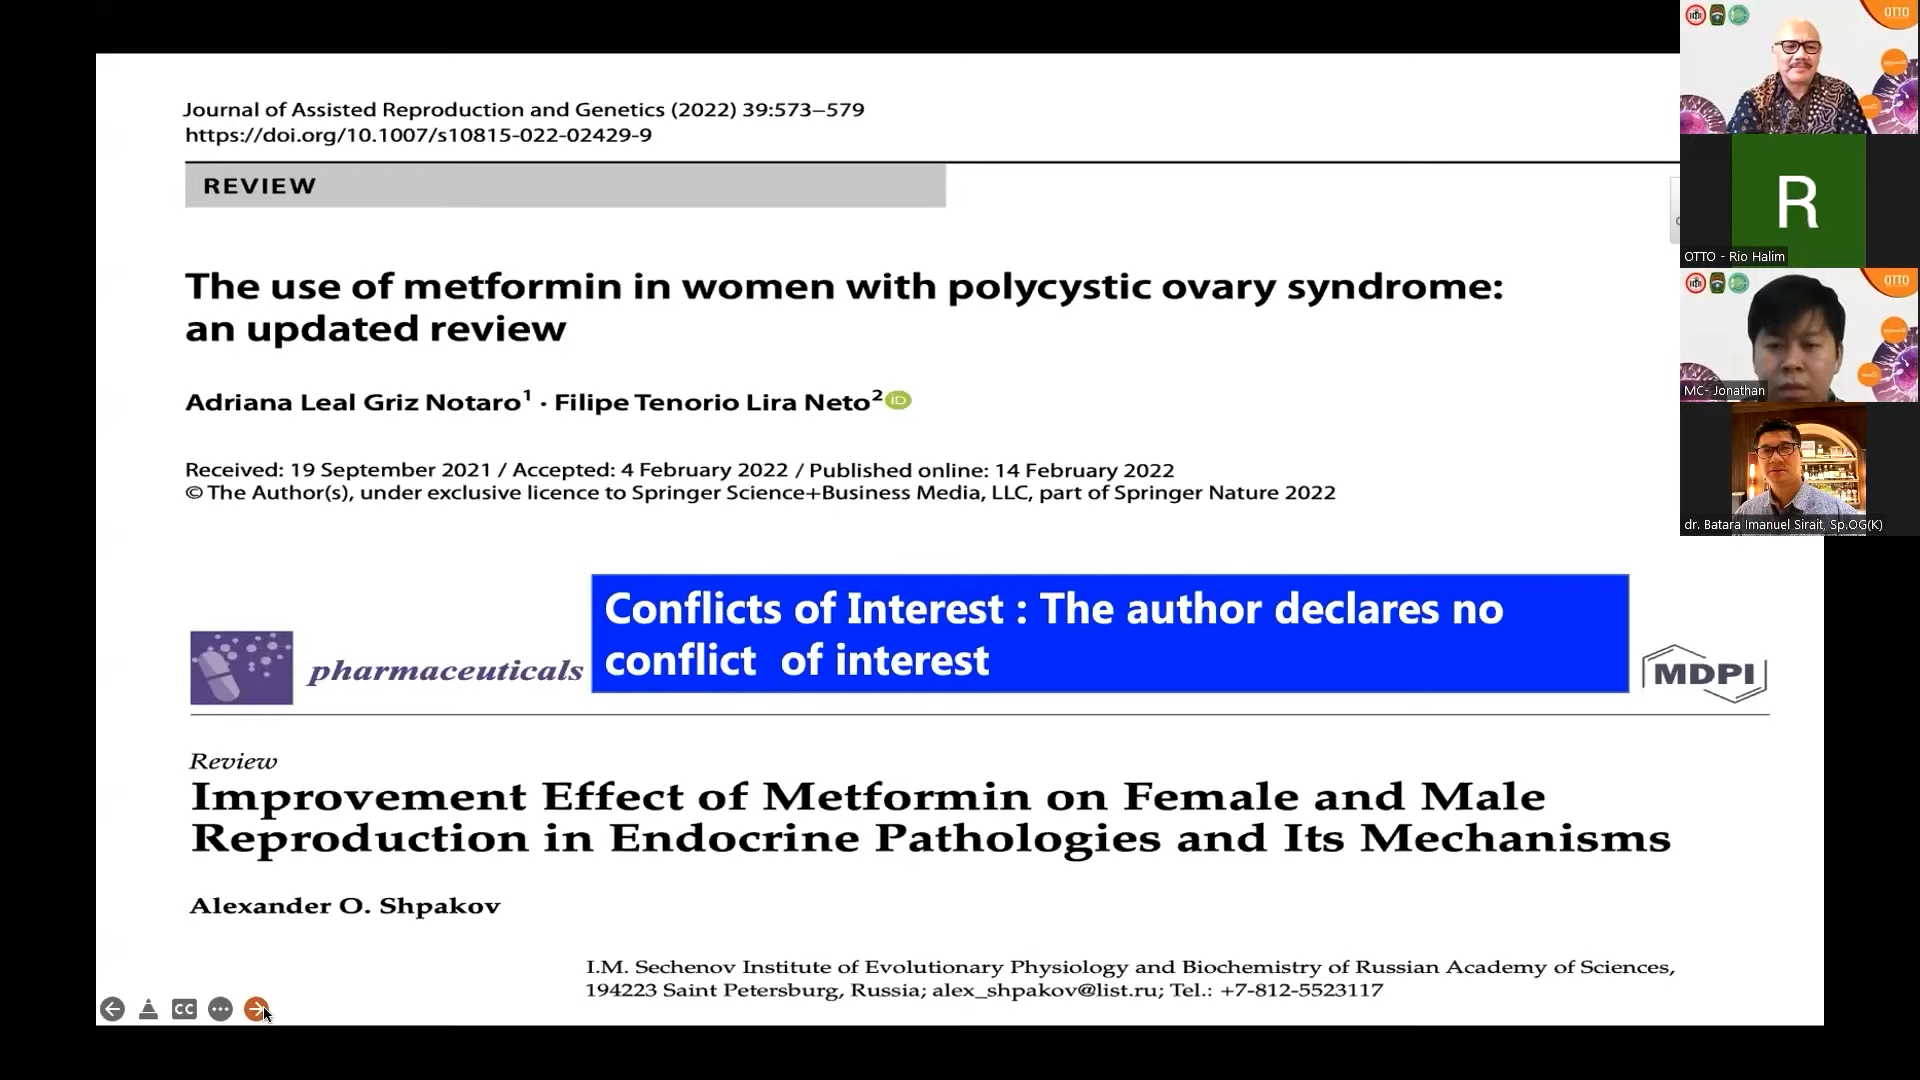 Journal of Assisted Reproduction and Genetics (2022) 39:573–579
https://doi.org/10.1007/s10815-022-02429-9
REVIEW
The use of metformin in women with polycystic ovary syndrome:
an updated review
Adriana Leal Griz Notaro¹ · Filipe Tenorio Lira Neto² iD
Received: 19 September 2021 / Accepted: 4 February 2022 / Published online: 14 February 2022
© The Author(s), under exclusive licence to Springer Science+Business Media, LLC, part of Springer Nature 2022
Conflicts of Interest : The author declares no
conflict of interest
pharmaceuticals
MDPI
Review
Improvement Effect of Metformin on Female and Male
Reproduction in Endocrine Pathologies and Its Mechanisms
Alexander O. Shpakov
I.M. Sechenov Institute of Evolutionary Physiology and Biochemistry of Russian Academy of Sciences,
194223 Saint Petersburg, Russia; alex_shpakov@list.ru; Tel.: +7-812-5523117
CC
OTTO
R
OTTO - Rio Halim
OTTO
MC- Jonathan
dr. Batara Imanuel Sirait, Sp.OG(K)